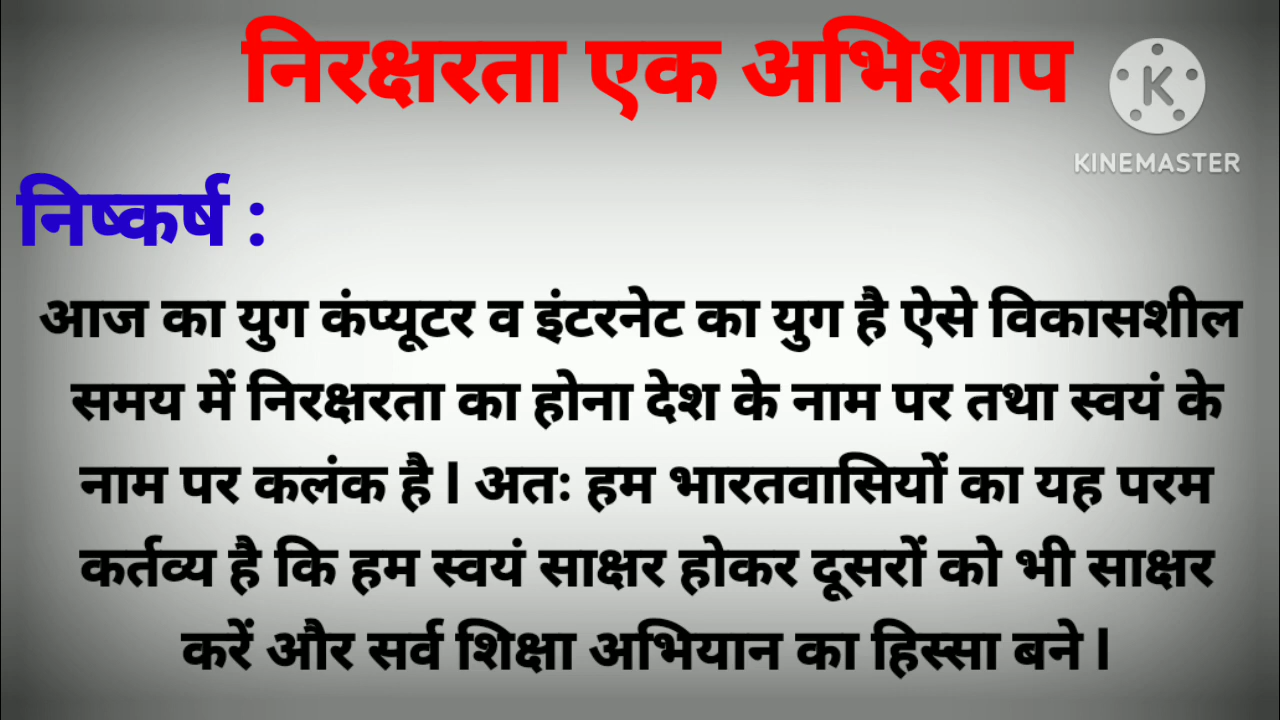 निरक्षरता एक अभिशाप
K
KINEMASTER
निष्कर्ष :
आज का युग कंप्यूटर व इंटरनेट का युग है ऐसे विकासशील
समय में निरक्षरता का होना देश के नाम पर तथा स्वयं के
नाम पर कलंक है l अतः हम भारतवासियों का यह परम
कर्तव्य है कि हम स्वयं साक्षर होकर दूसरों को भी साक्षर
करें और सर्व शिक्षा अभियान का हिस्सा बने l